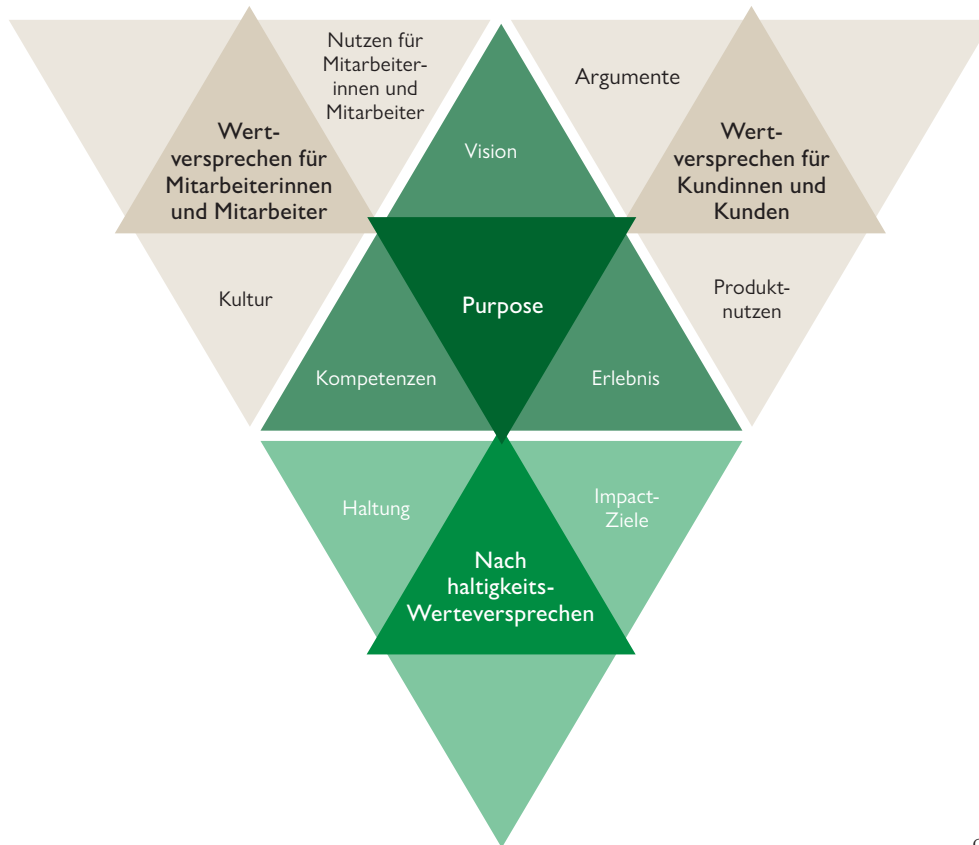 Nutzen für
Mitarbeiter-
innen und
Mitarbeiter
Argumente
Wert-
versprechen für
Mitarbeiterinnen
und Mitarbeiter
Vision
Wert-
versprechen für
Kundinnen und
Kunden
Kultur
Purpose
Produkt-
nutzen
Kompetenzen
Erlebnis
Haltung
Impact-
Ziele
Nach
haltigkeits-
Werteversprechen